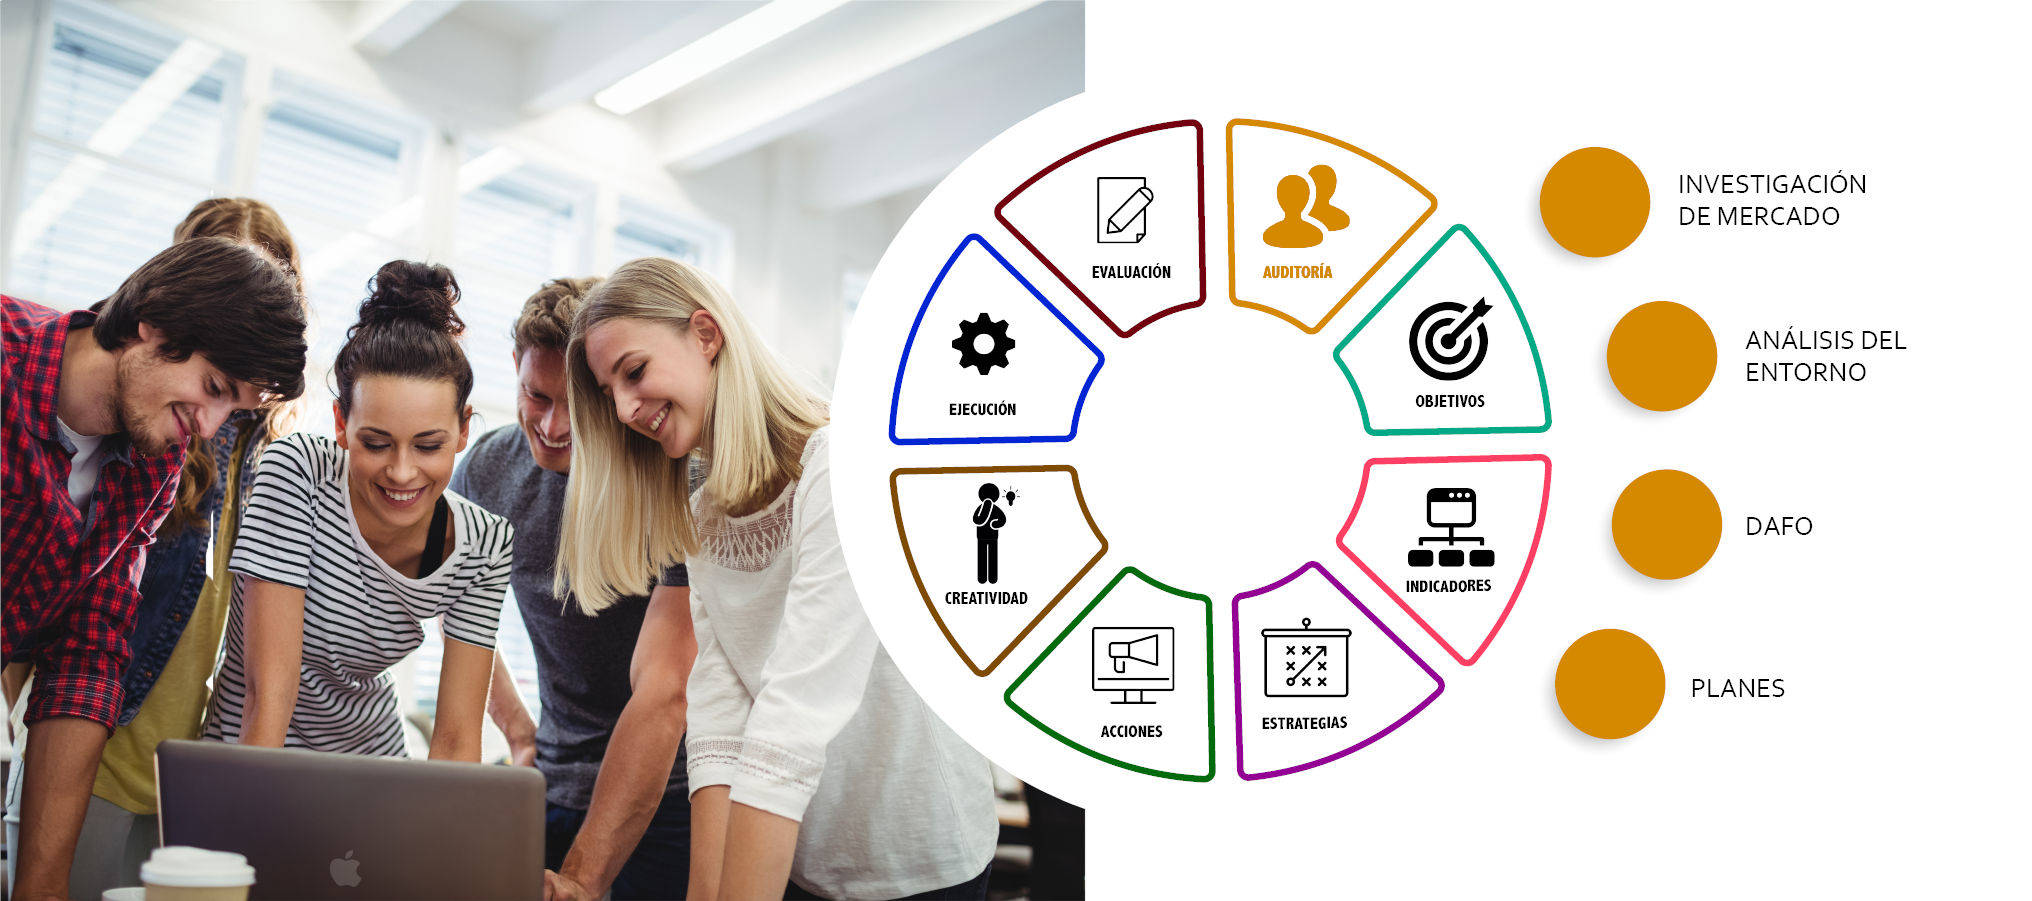 EVALUACIÓN
AUDITORÍA
OBJETIVOS
INDICADORES
ESTRATEGIAS
ACCIONES
CREATIVIDAD
EJECUCIÓN
INVESTIGACIÓN
DE MERCADO
ANÁLISIS DEL
ENTORNO
DAFO
PLANES